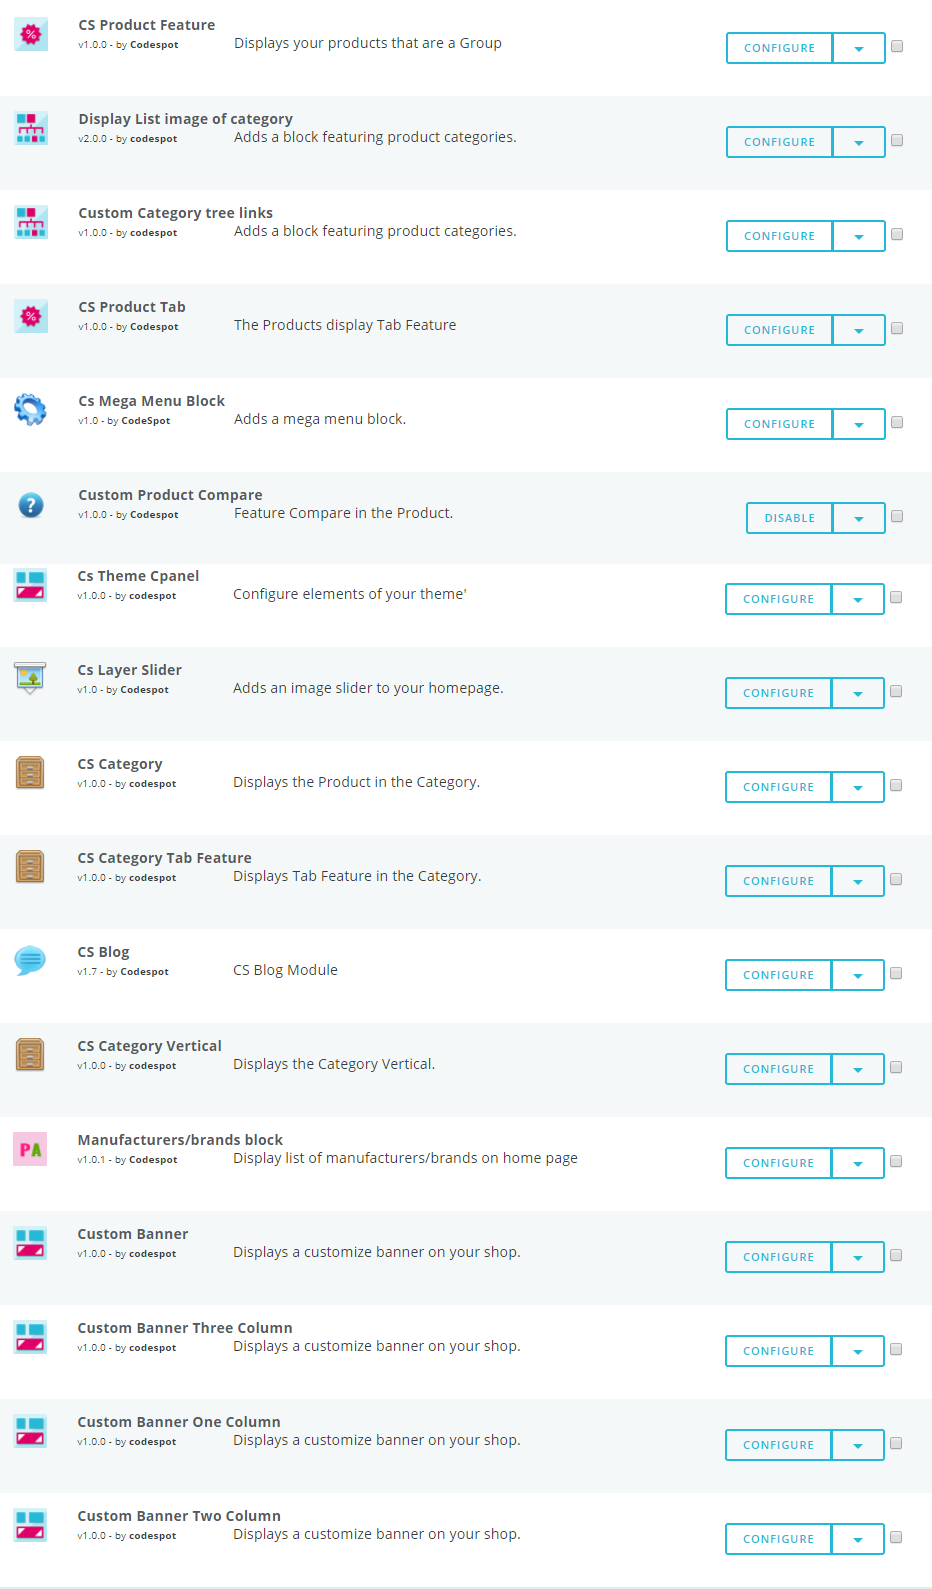 CS Product Feature
v1.0.0 - by Codespot
Displays your products that are a Group
CONFIGURE
Display List image of category
v2.0.0 - by codespot
Adds a block featuring product categories.
CONFIGURE
Custom Category tree links
v1.0.0 - by codespot
Adds a block featuring product categories.
CONFIGURE
CS Product Tab
v1.0.0 - by Codespot
The Products display Tab Feature
CONFIGURE
Cs Mega Menu Block
v1.0 - by CodeSpot
Adds a mega menu block.
CONFIGURE
Custom Product Compare
v1.0.0 - by Codespot
Feature Compare in the Product.
DISABLE
Cs Theme Cpanel
v1.0.0 - by codespot
Configure elements of your theme'
CONFIGURE
Cs Layer Slider
v1.0 - by Codespot
Adds an image slider to your homepage.
CONFIGURE
CS Category
v1.0.0 - by codespot
Displays the Product in the Category.
CONFIGURE
CS Category Tab Feature
v1.0.0 - by codespot
Displays Tab Feature in the Category.
CONFIGURE
CS Blog
v1.7 - by Codespot
CS Blog Module
CONFIGURE
CS Category Vertical
v1.0.0 - by codespot
Displays the Category Vertical.
CONFIGURE
PA
Manufacturers/brands block
v1.0.1 - by Codespot
Display list of manufacturers/brands on home page
CONFIGURE
Custom Banner
v1.0.0 - by codespot
Displays a customize banner on your shop.
CONFIGURE
Custom Banner Three Column
v1.0.0 - by codespot
Displays a customize banner on your shop.
CONFIGURE
Custom Banner One Column
v1.0.0 - by codespot
Displays a customize banner on your shop.
CONFIGURE
Custom Banner Two Column
v1.0.0 - by codespot
Displays a customize banner on your shop.
CONFIGURE